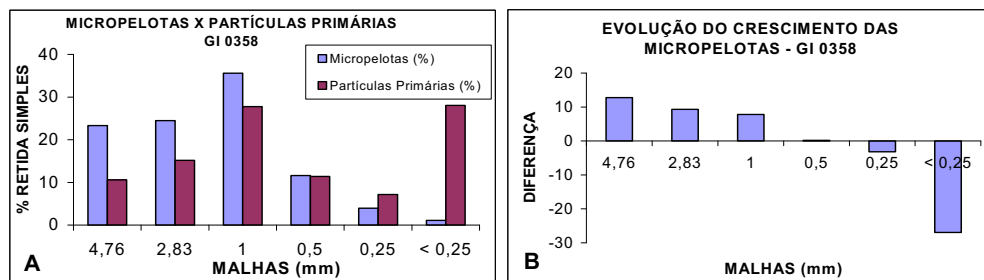 MICROPELOTAS X PARTÍCULAS PRIMÁRIAS
GI 0358
Micropelotas (%)
Partículas Primárias (%)
% RETIDA SIMPLES
40
30
20
10
0
4,76 2,83 1 0,5 0,25 < 0,25
MALHAS (mm)
A
EVOLUÇÃO DO CRESCIMENTO DAS
MICROPELOTAS - GI 0358
DIFERENÇA
20
10
0
-10
-20
-30
4,76 2,83 1 0,5 0,25 < 0,25
MALHAS (mm)
B